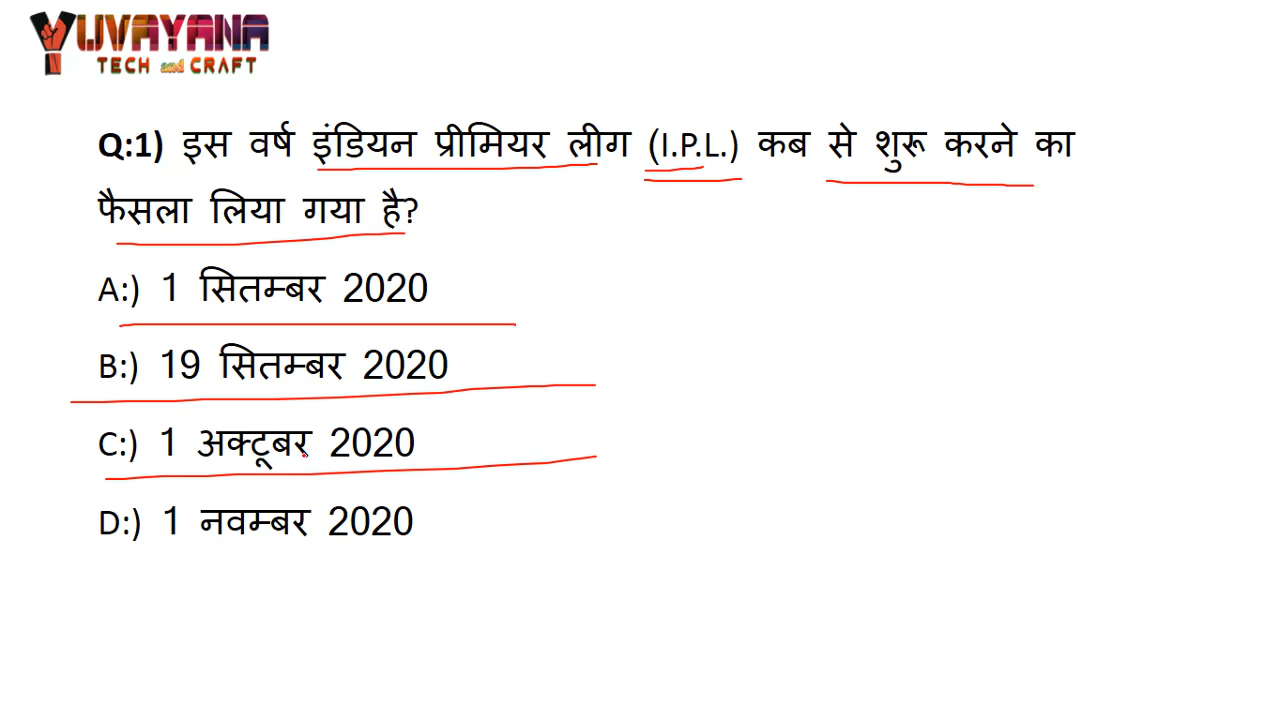 YUVAYANA
TECH and CRAFT
Q:1) इस वर्ष इंडियन प्रीमियर लीग (I.P.L.) कब से शुरू करने का
फैसला लिया गया है?
A:) 1 सितम्बर 2020
B:) 19 सितम्बर 2020
C:) 1 अक्टूबर 2020
D:) 1 नवम्बर 2020